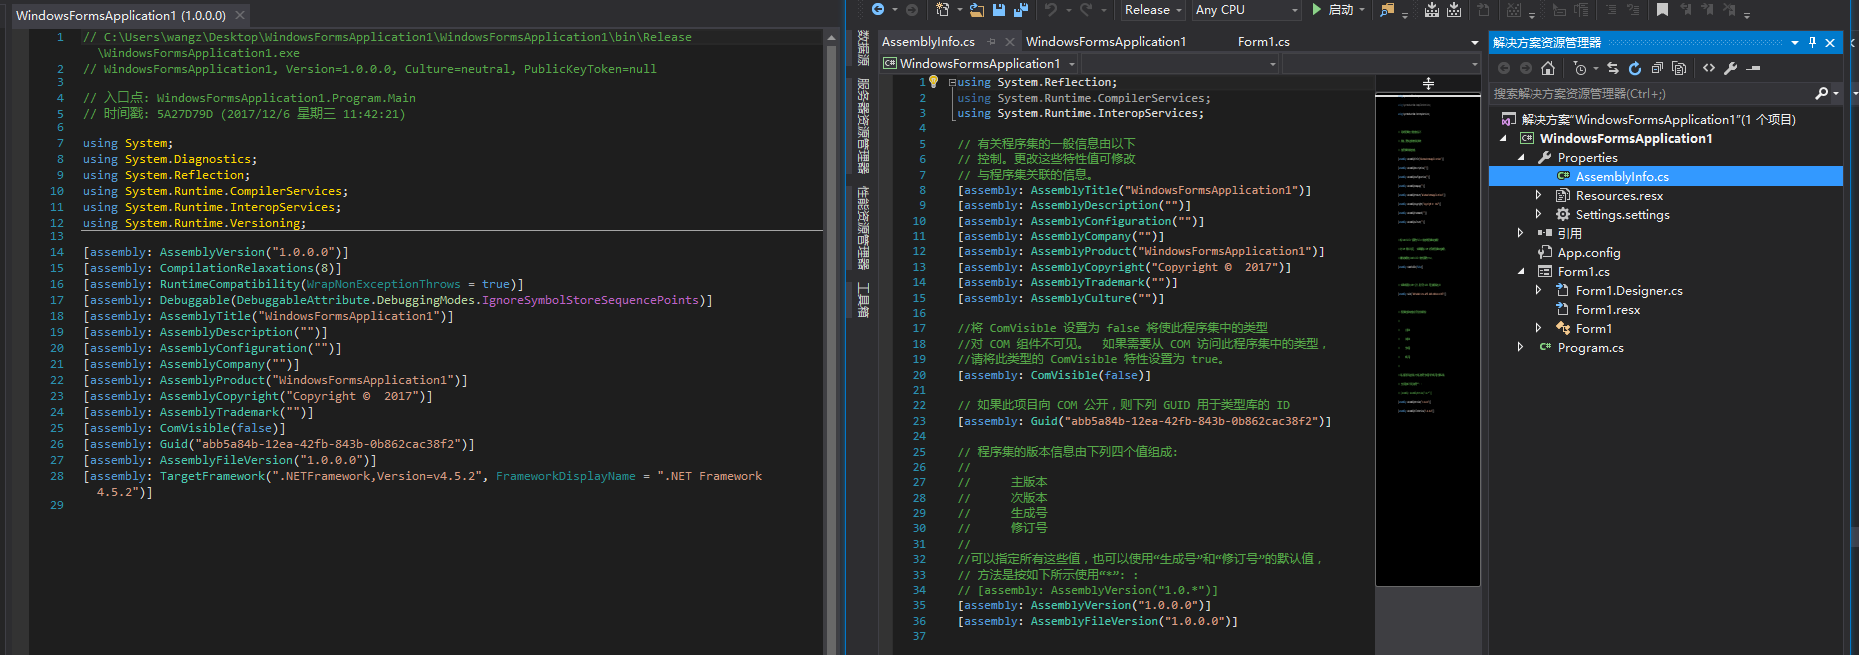 WindowsFormsApplication1 (1.0.0.0)
1 // C:\Users\wangz\Desktop\WindowsFormsApplication1\WindowsFormsApplication1\bin\Release
\WindowsFormsApplication1.exe
2 // WindowsFormsApplication1, Version=1.0.0.0, Culture=neutral, PublicKeyToken=null
3
4 // 入口点: WindowsFormsApplication1.Program.Main
5 // 时间戳: 5A27D79D (2017/12/6 星期三 11:42:21)
6
7 using System;
8 using System.Diagnostics;
9 using System.Reflection;
10 using System.Runtime.CompilerServices;
11 using System.Runtime.InteropServices;
12 using System.Runtime.Versioning;
13
14 [assembly: AssemblyVersion("1.0.0.0")]
15 [assembly: CompilationRelaxations(8)]
16 [assembly: RuntimeCompatibility(WrapNonExceptionThrows = true)]
17 [assembly: Debuggable(DebuggableAttribute.DebuggingModes.IgnoreSymbolStoreSequencePoints)]
18 [assembly: AssemblyTitle("WindowsFormsApplication1")]
19 [assembly: AssemblyDescription("")]
20 [assembly: AssemblyConfiguration("")]
21 [assembly: AssemblyCompany("")]
22 [assembly: AssemblyProduct("WindowsFormsApplication1")]
23 [assembly: AssemblyCopyright("Copyright ©  2017")]
24 [assembly: AssemblyTrademark("")]
25 [assembly: ComVisible(false)]
26 [assembly: Guid("abb5a84b-12ea-42fb-843b-0b862cac38f2")]
27 [assembly: AssemblyFileVersion("1.0.0.0")]
28 [assembly: TargetFramework(".NETFramework,Version=v4.5.2", FrameworkDisplayName = ".NET Framework
4.5.2")]
29
Release
Any CPU
启动
数据源
服务器资源管理器
性能资源管理器
工具箱
AssemblyInfo.cs
WindowsFormsApplication1
Form1.cs
C# WindowsFormsApplication1
1 using System.Reflection;
2 using System.Runtime.CompilerServices;
3 using System.Runtime.InteropServices;
4
5 // 有关程序集的一般信息由以下
6 // 控制。更改这些特性值可修改
7 // 与程序集关联的信息。
8 [assembly: AssemblyTitle("WindowsFormsApplication1")]
9 [assembly: AssemblyDescription("")]
10 [assembly: AssemblyConfiguration("")]
11 [assembly: AssemblyCompany("")]
12 [assembly: AssemblyProduct("WindowsFormsApplication1")]
13 [assembly: AssemblyCopyright("Copyright ©  2017")]
14 [assembly: AssemblyTrademark("")]
15 [assembly: AssemblyCulture("")]
16
17 //将 ComVisible 设置为 false 将使此程序集中的类型
18 //对 COM 组件不可见。  如果需要从 COM 访问此程序集中的类型，
19 //请将此类型的 ComVisible 特性设置为 true。
20 [assembly: ComVisible(false)]
21
22 // 如果此项目向 COM 公开，则下列 GUID 用于类型库的 ID
23 [assembly: Guid("abb5a84b-12ea-42fb-843b-0b862cac38f2")]
24
25 // 程序集的版本信息由下列四个值组成:
26 //
27 // 主版本
28 // 次版本
29 // 生成号
30 // 修订号
31 //
32 //可以指定所有这些值，也可以使用“生成号”和“修订号”的默认值，
33 // 方法是按如下所示使用“*”: :
34 // [assembly: AssemblyVersion("1.0.*")]
35 [assembly: AssemblyVersion("1.0.0.0")]
36 [assembly: AssemblyFileVersion("1.0.0.0")]
37
解决方案资源管理器
搜索解决方案资源管理器(Ctrl+;)
解决方案"WindowsFormsApplication1"(1 个项目)
C# WindowsFormsApplication1
Properties
C# AssemblyInfo.cs
Resources.resx
Settings.settings
引用
App.config
Form1.cs
Form1.Designer.cs
Form1.resx
Form1
C# Program.cs